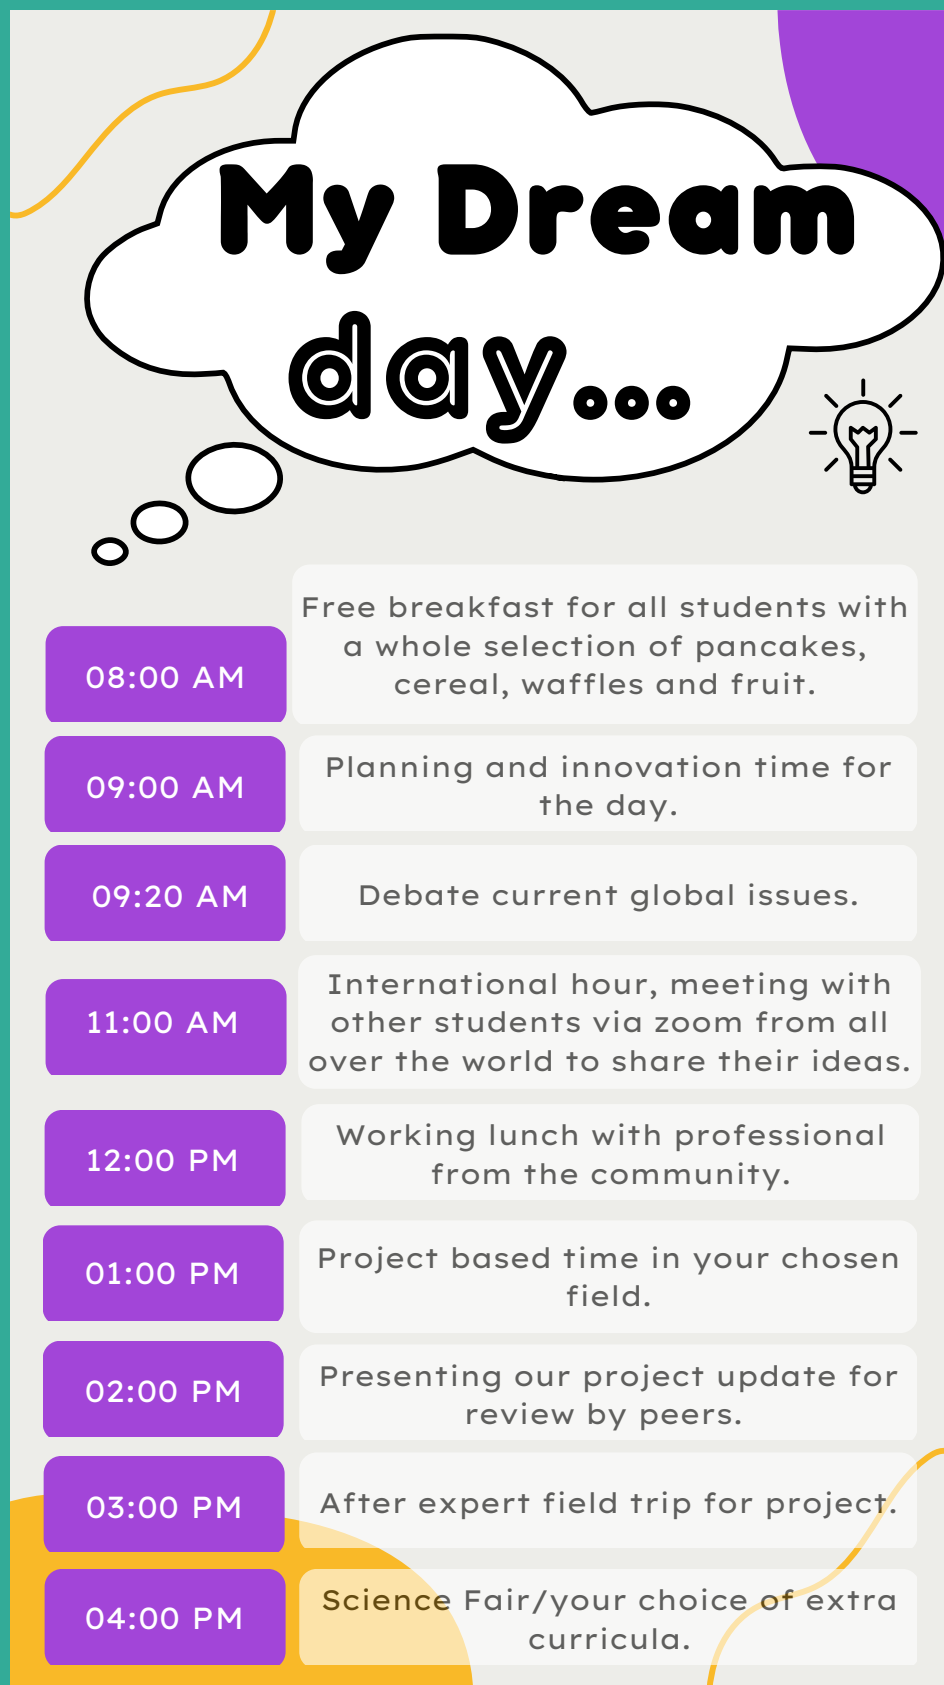 My Dream
day...
08:00 AM
Free breakfast for all students with
a whole selection of pancakes,
cereal, waffles and fruit.
09:00 AM
Planning and innovation time for
the day.
09:20 AM
Debate current global issues.
11:00 AM
International hour, meeting with
other students via zoom from all
over the world to share their ideas.
12:00 PM
Working lunch with professional
from the community.
01:00 PM
Project based time in your chosen
field.
02:00 PM
Presenting our project update for
review by peers.
03:00 PM
After expert field trip for project.
04:00 PM
Science Fair/your choice of extra
curricula.